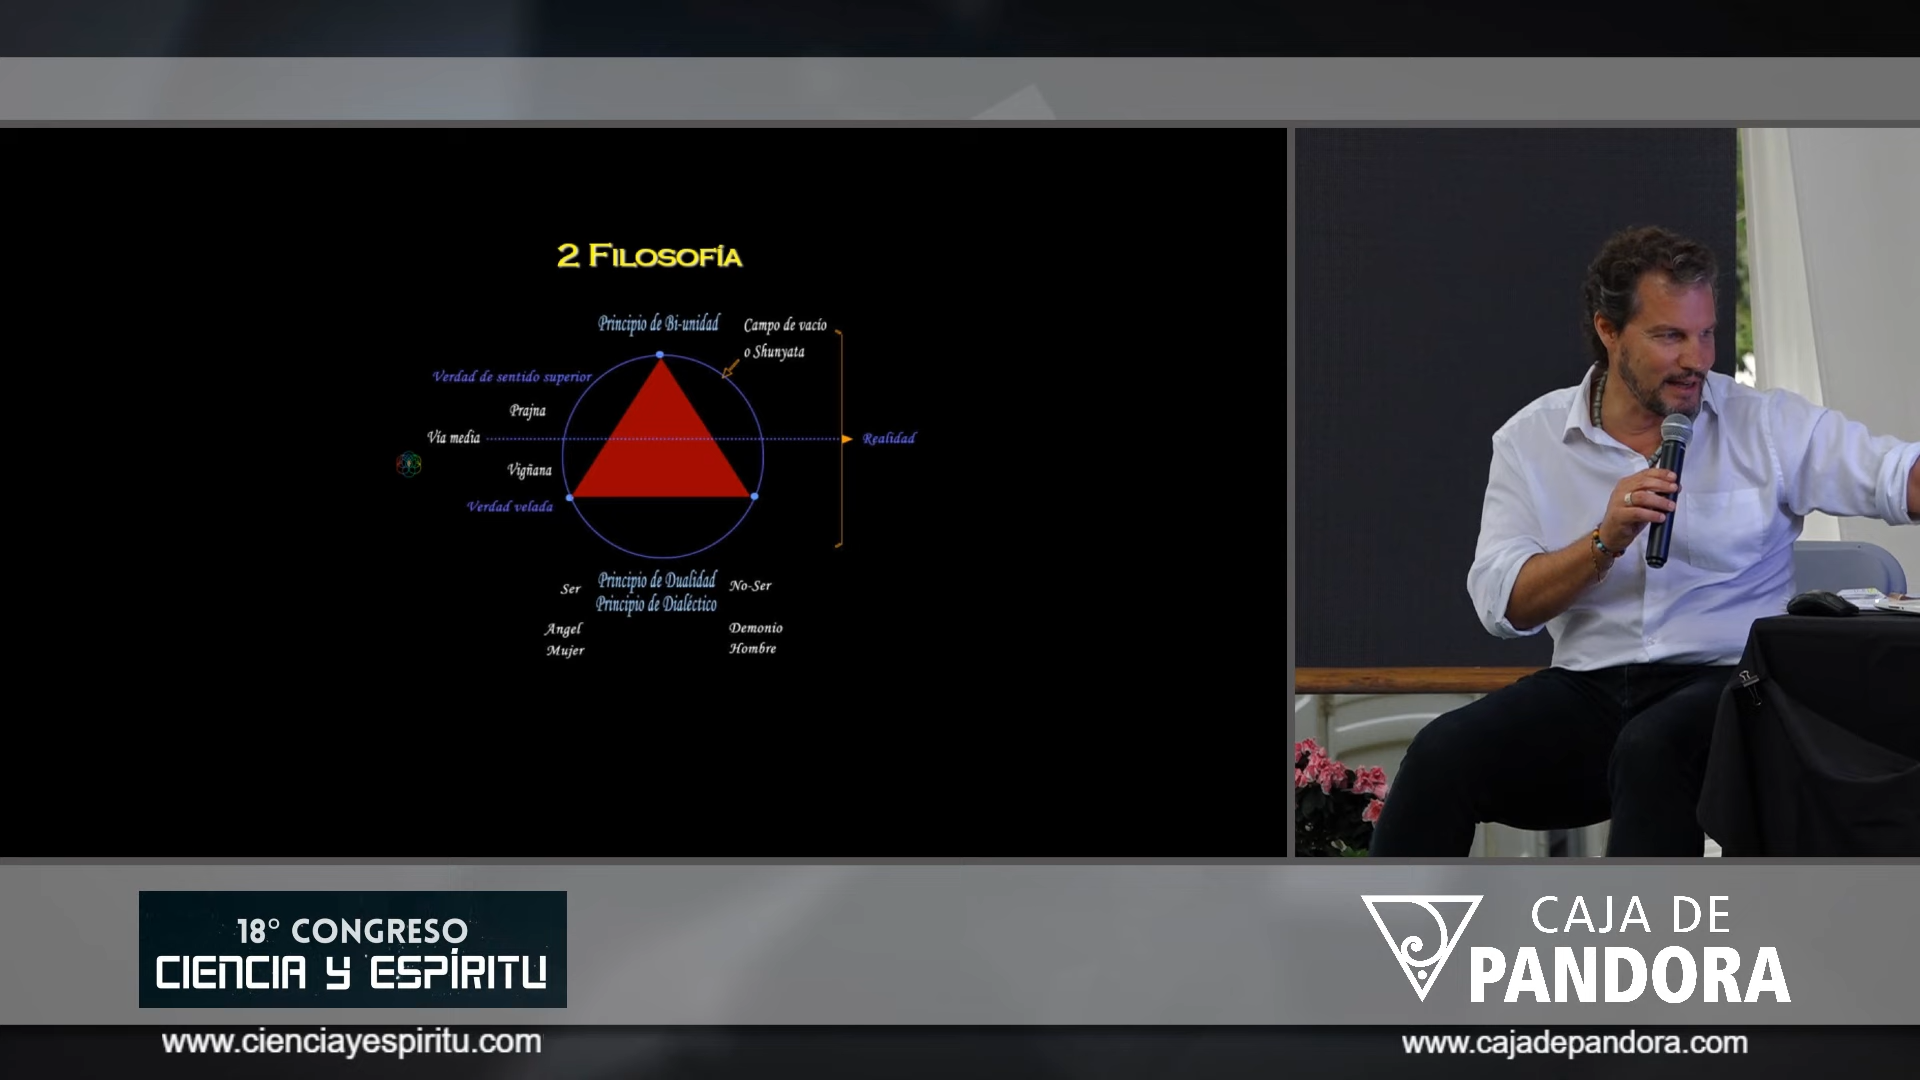 2 FILOSOFÍA
Principio de Bi-unidad
Campo de vacío
o Shunyata
Verdad de sentido superior
Prajna
Vía media
Realidad
Vigñana
Verdad velada
Ser
Principio de Dualidad
No-Ser
Principio de Dialéctico
Angel
Demonio
Mujer
Hombre
18° CONGRESO
CIENCIA Y ESPÍRITU
CAJA DE
PANDORA
www.cienciayespiritu.com
www.cajadepandora.com